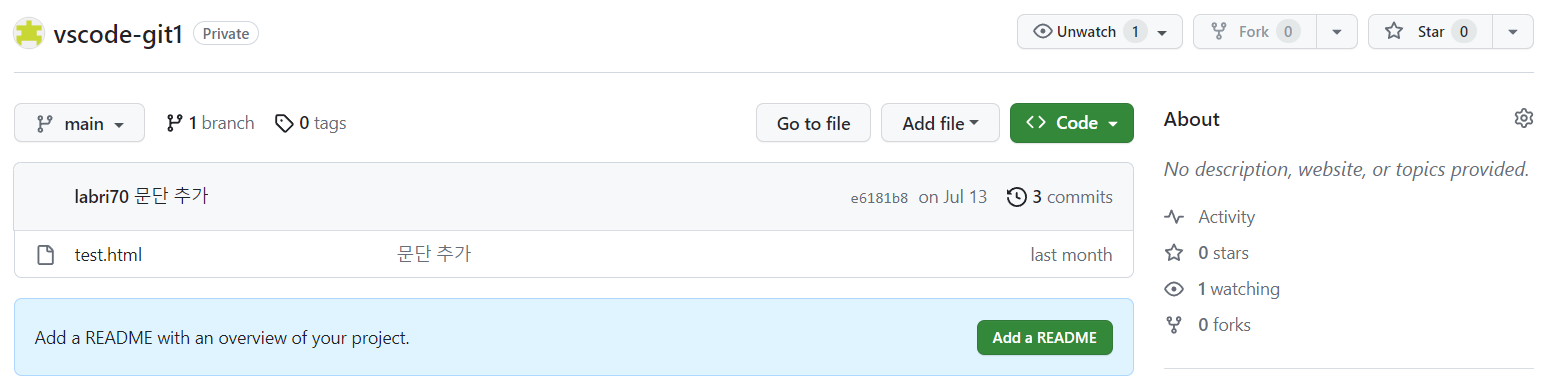 vscode-git1 Private Unwatch 1 Fork 0 Star 0
main 1 branch 0 tags Go to file Add file Code
labri70 문단 추가 e6181b8 on Jul 13 3 commits
test.html 문단 추가 last month
Add a README with an overview of your project. Add a README
About
No description, website, or topics provided.
Activity
0 stars
1 watching
0 forks